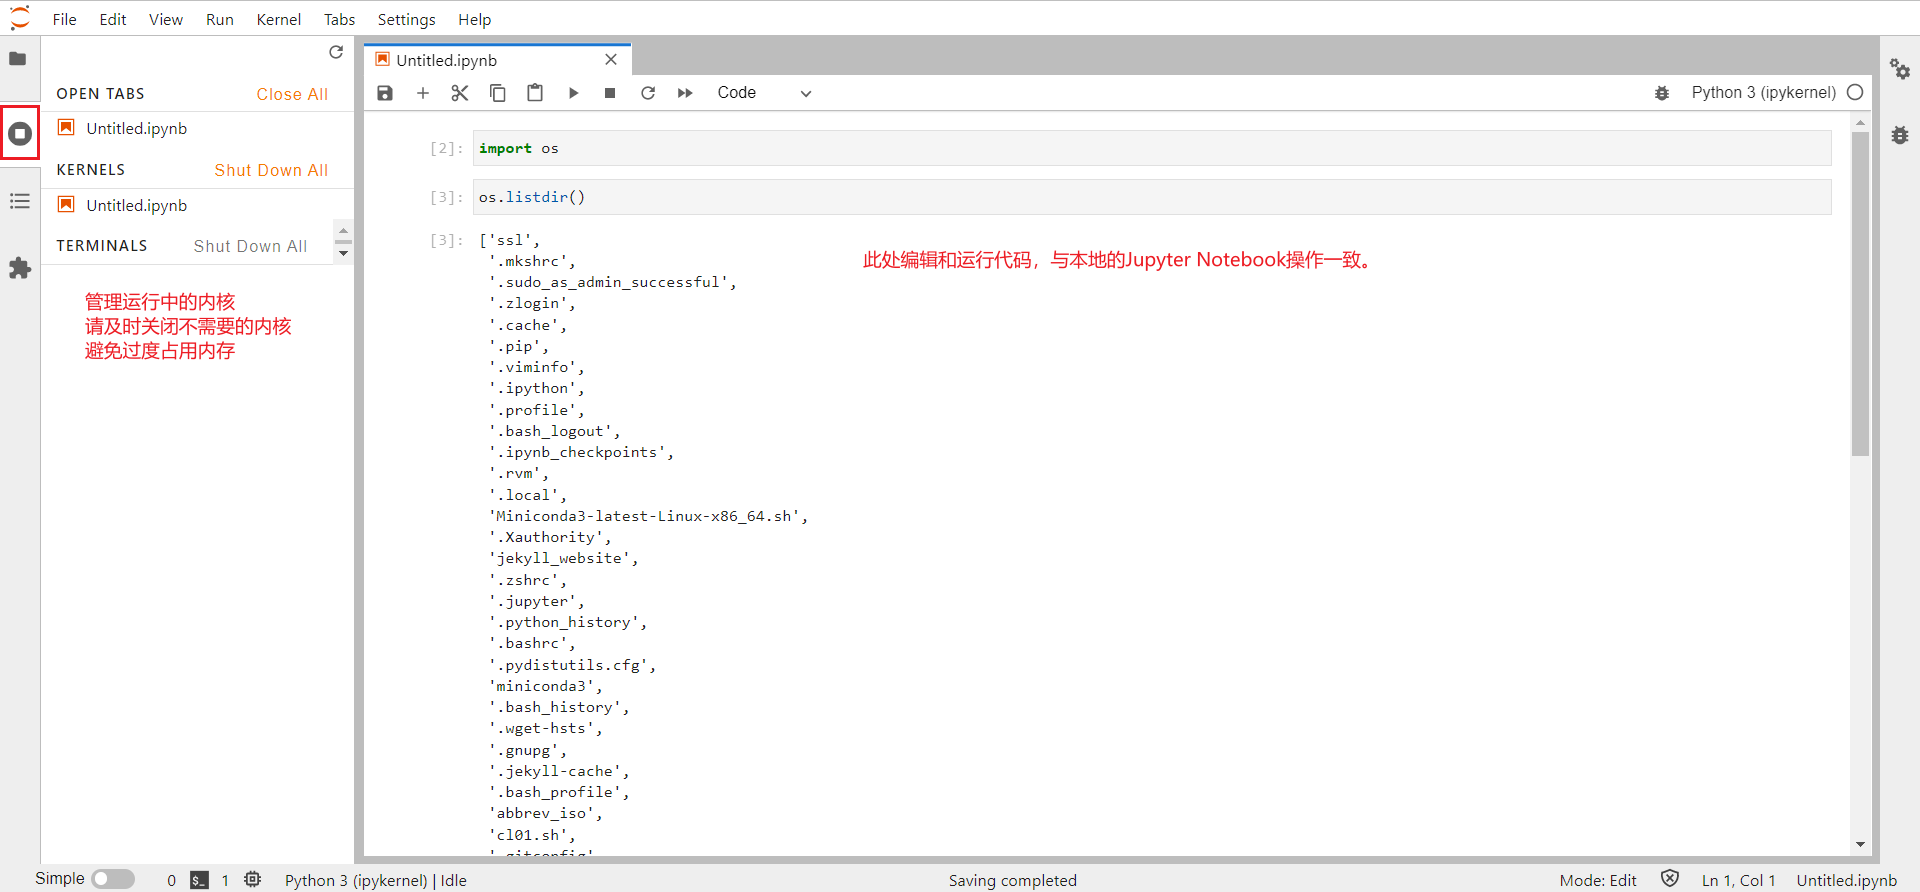 File Edit View Run Kernel Tabs Settings Help
OPEN TABS Close All
Untitled.ipynb
KERNELS Shut Down All
Untitled.ipynb
TERMINALS Shut Down All
管理运行中的内核
请及时关闭不需要的内核
避免过度占用内存
Untitled.ipynb
Code Python 3 (ipykernel)
[2]: import os
[3]: os.listdir()
[3]: ['ssl',
'.mkshrc',
'.sudo_as_admin_successful',
'.zlogin',
'.cache',
'.pip',
'.viminfo',
'.ipython',
'.profile',
'.bash_logout',
'.ipynb_checkpoints',
'.rvm',
'.local',
'Miniconda3-latest-Linux-x86_64.sh',
'.Xauthority',
'jekyll_website',
'.zshrc',
'.jupyter',
'.python_history',
'.bashrc',
'.pydistutils.cfg',
'miniconda3',
'.bash_history',
'.wget-hsts',
'.gnupg',
'.jekyll-cache',
'.bash_profile',
'abbrev_iso',
'cl01.sh',
'.gitconfig'
此处编辑和运行代码，与本地的Jupyter Notebook操作一致。
Simple 0 $_ 1 Python 3 (ipykernel) | Idle Saving completed Mode: Edit Ln 1, Col 1 Untitled.ipynb